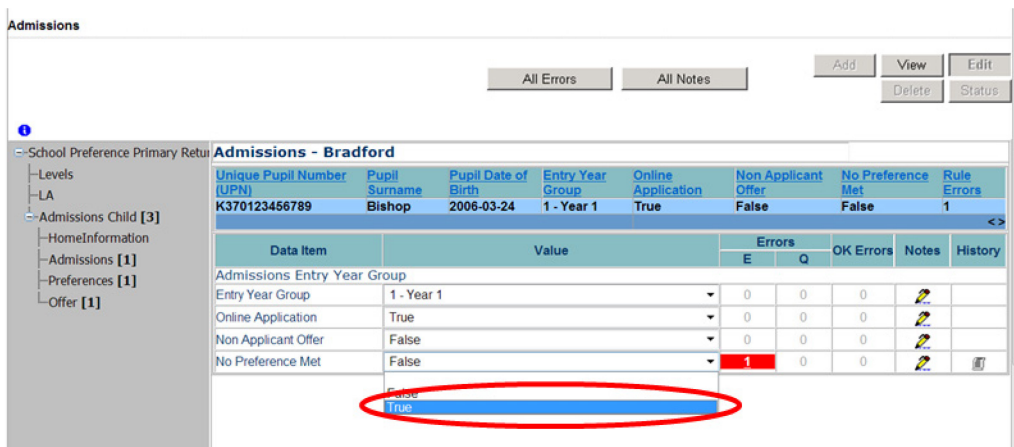 Admissions
All Errors All Notes Add View Edit
Delete Status
School Preference Primary Retu
Levels
LA
Admissions Child [3]
HomeInformation
Admissions [1]
Preferences [1]
Offer [1]
Admissions - Bradford
Unique Pupil Number (UPN) Pupil Surname Pupil Date of Birth Entry Year Group Online Application Non Applicant Offer No Preference Met Rule Errors
K370123456789 Bishop 2006-03-24 1 - Year 1 True False False 1
< >
Data Item Value Errors OK Errors Notes History
E Q
Admissions Entry Year Group
Entry Year Group 1 - Year 1 0 0 0
Online Application True 0 0 0
Non Applicant Offer False 0 0 0
No Preference Met False 1 0 0
False
True